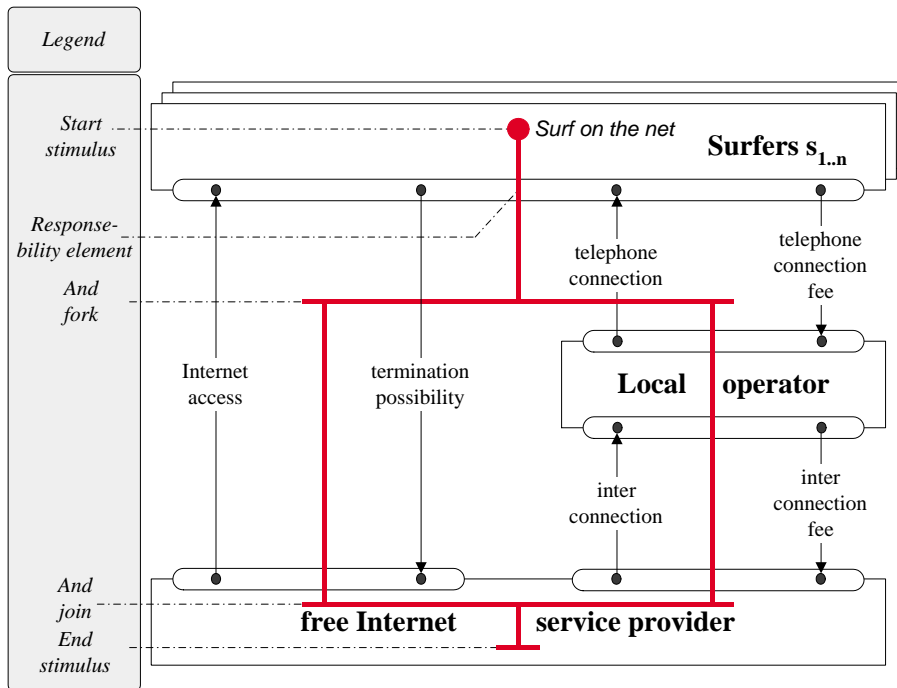 Legend
Start
stimulus
Surf on the net
Surfers s1..n
Response-
bility element
telephone
connection
telephone
connection
fee
And
fork
Internet
access
termination
possibility
Local operator
inter
connection
inter
connection
fee
And
join
free Internet service provider
End
stimulus